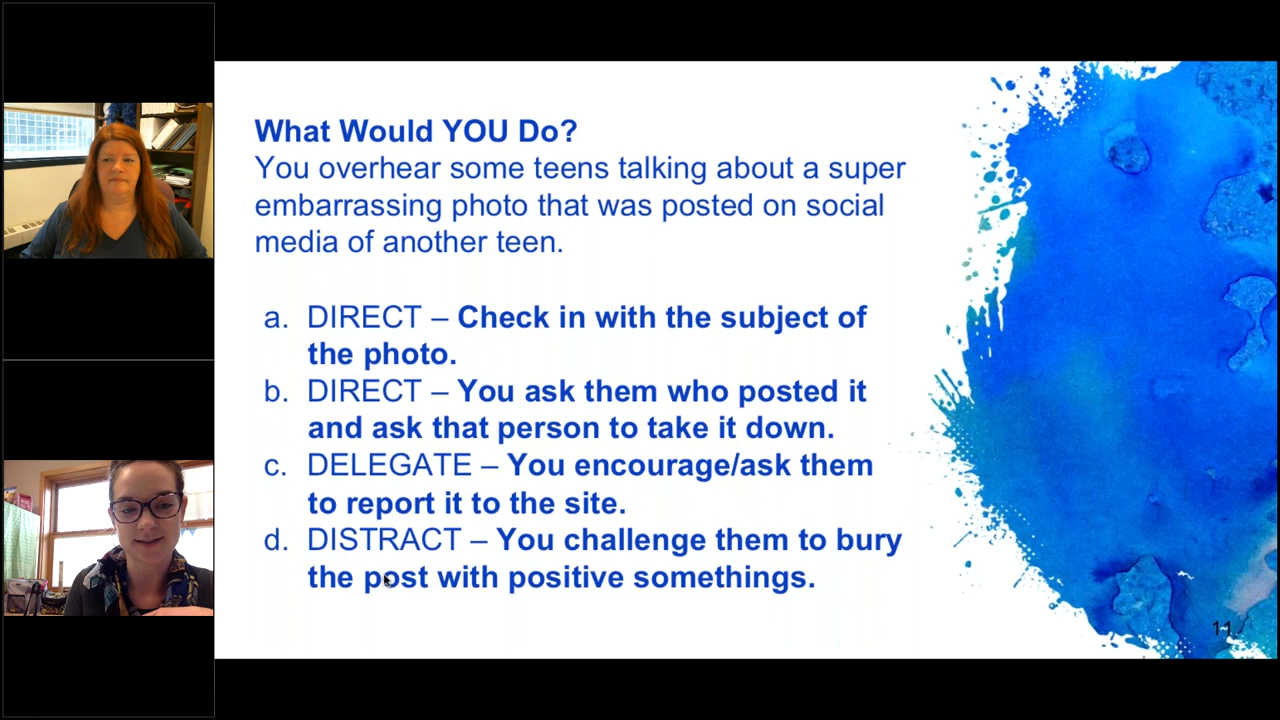 What Would YOU Do?
You overhear some teens talking about a super
embarrassing photo that was posted on social
media of another teen.
a. DIRECT – Check in with the subject of
the photo.
b. DIRECT – You ask them who posted it
and ask that person to take it down.
c. DELEGATE – You encourage/ask them
to report it to the site.
d. DISTRACT – You challenge them to bury
the post with positive somethings.
11